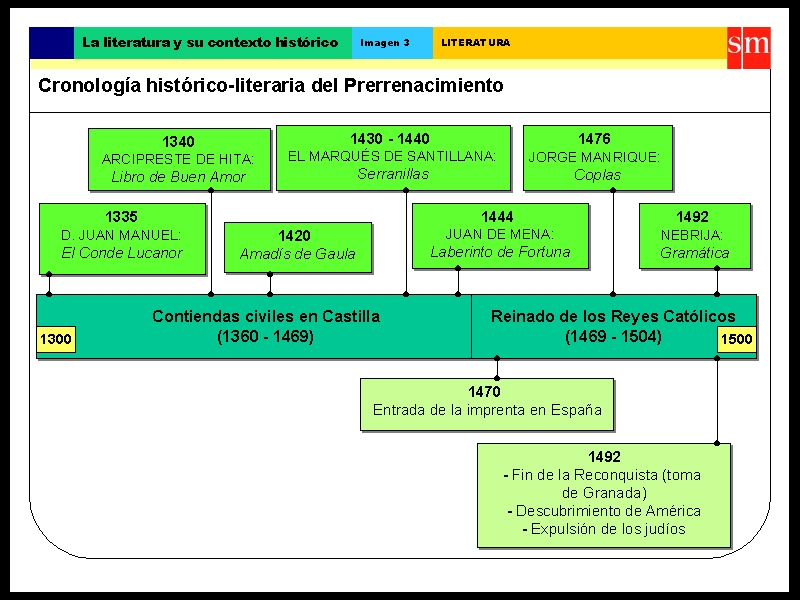 La literatura y su contexto histórico
Imagen 3
LITERATURA
sm
Cronología histórico-literaria del Prerrenacimiento
1340
ARCIPRESTE DE HITA:
Libro de Buen Amor
1430 - 1440
EL MARQUÉS DE SANTILLANA:
Serranillas
1476
JORGE MANRIQUE:
Coplas
1335
D. JUAN MANUEL:
El Conde Lucanor
1420
Amadís de Gaula
1444
JUAN DE MENA:
Laberinto de Fortuna
1492
NEBRIJA:
Gramática
Contiendas civiles en Castilla
(1360 - 1469)
Reinado de los Reyes Católicos
(1469 - 1504)
1300
1500
1470
Entrada de la imprenta en España
1492
- Fin de la Reconquista (toma
de Granada)
- Descubrimiento de América
- Expulsión de los judíos